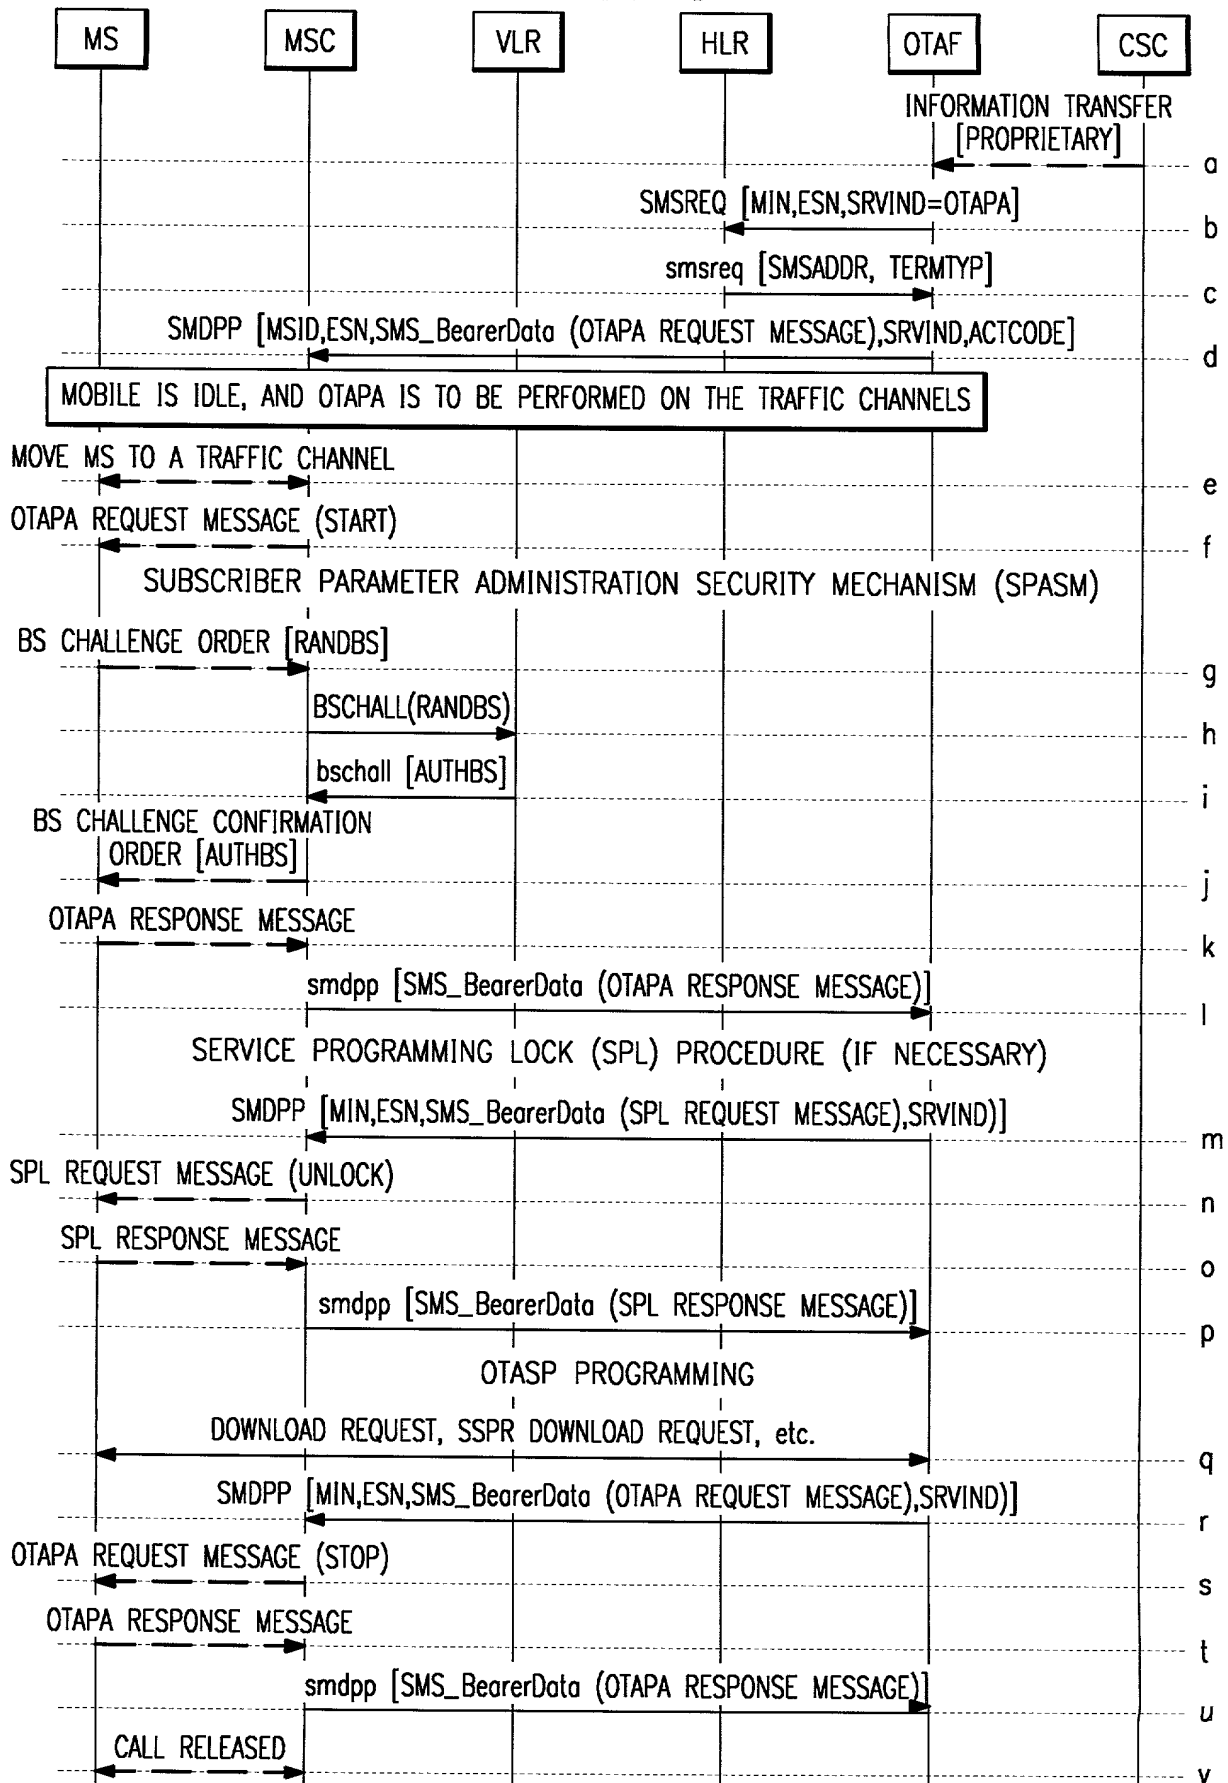 MS MSC VLR HLR OTAF CSC
INFORMATION TRANSFER
[PROPRIETARY]
a
SMSREQ [MIN,ESN,SRVIND=OTAPA]
b
smsreq [SMSADDR, TERMTYP]
c
SMDPP [MSID,ESN,SMS_BearerData (OTAPA REQUEST MESSAGE),SRVIND,ACTCODE]
d
MOBILE IS IDLE, AND OTAPA IS TO BE PERFORMED ON THE TRAFFIC CHANNELS
MOVE MS TO A TRAFFIC CHANNEL
e
OTAPA REQUEST MESSAGE (START)
f
SUBSCRIBER PARAMETER ADMINISTRATION SECURITY MECHANISM (SPASM)
BS CHALLENGE ORDER [RANDBS]
g
BSCHALL(RANDBS)
h
bschall [AUTHBS]
i
BS CHALLENGE CONFIRMATION
ORDER [AUTHBS]
j
OTAPA RESPONSE MESSAGE
k
smdpp [SMS_BearerData (OTAPA RESPONSE MESSAGE)]
l
SERVICE PROGRAMMING LOCK (SPL) PROCEDURE (IF NECESSARY)
SMDPP [MIN,ESN,SMS_BearerData (SPL REQUEST MESSAGE),SRVIND)]
m
SPL REQUEST MESSAGE (UNLOCK)
n
SPL RESPONSE MESSAGE
o
smdpp [SMS_BearerData (SPL RESPONSE MESSAGE)]
p
OTASP PROGRAMMING
DOWNLOAD REQUEST, SSPR DOWNLOAD REQUEST, etc.
q
SMDPP [MIN,ESN,SMS_BearerData (OTAPA REQUEST MESSAGE),SRVIND)]
r
OTAPA REQUEST MESSAGE (STOP)
s
OTAPA RESPONSE MESSAGE
t
smdpp [SMS_BearerData (OTAPA RESPONSE MESSAGE)]
u
CALL RELEASED
v